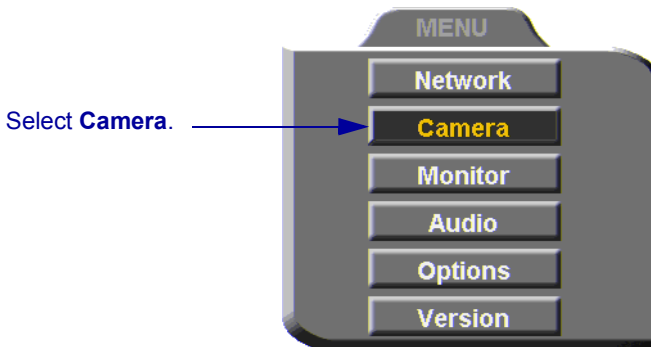 MENU
Network
Select Camera.
Camera
Monitor
Audio
Options
Version